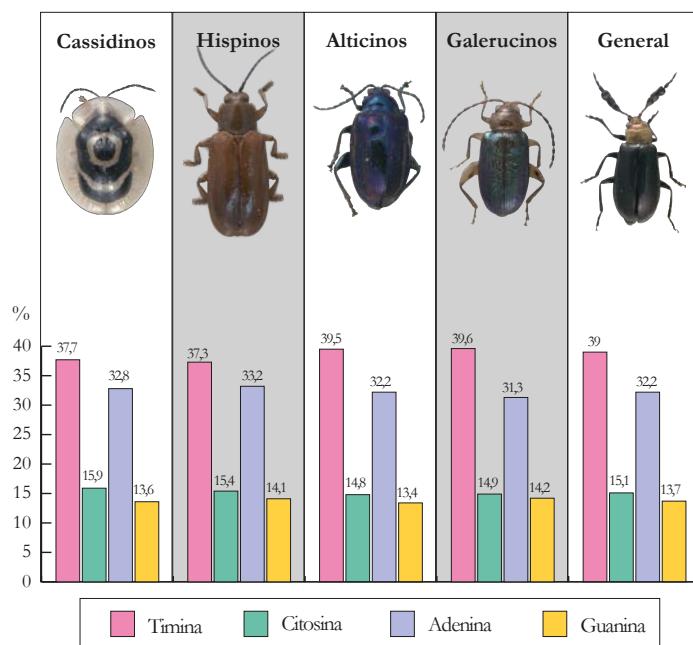 Cassidinos Hispinos Alticinos Galerucinos General
%
40
35
30
25
20
15
10
5
0
37,7 15,9 32,8 13,6
37,3 15,4 33,2 14,1
39,5 14,8 32,2 13,4
39,6 14,9 31,3 14,2
39 15,1 32,2 13,7
Timina Citosina Adenina Guanina